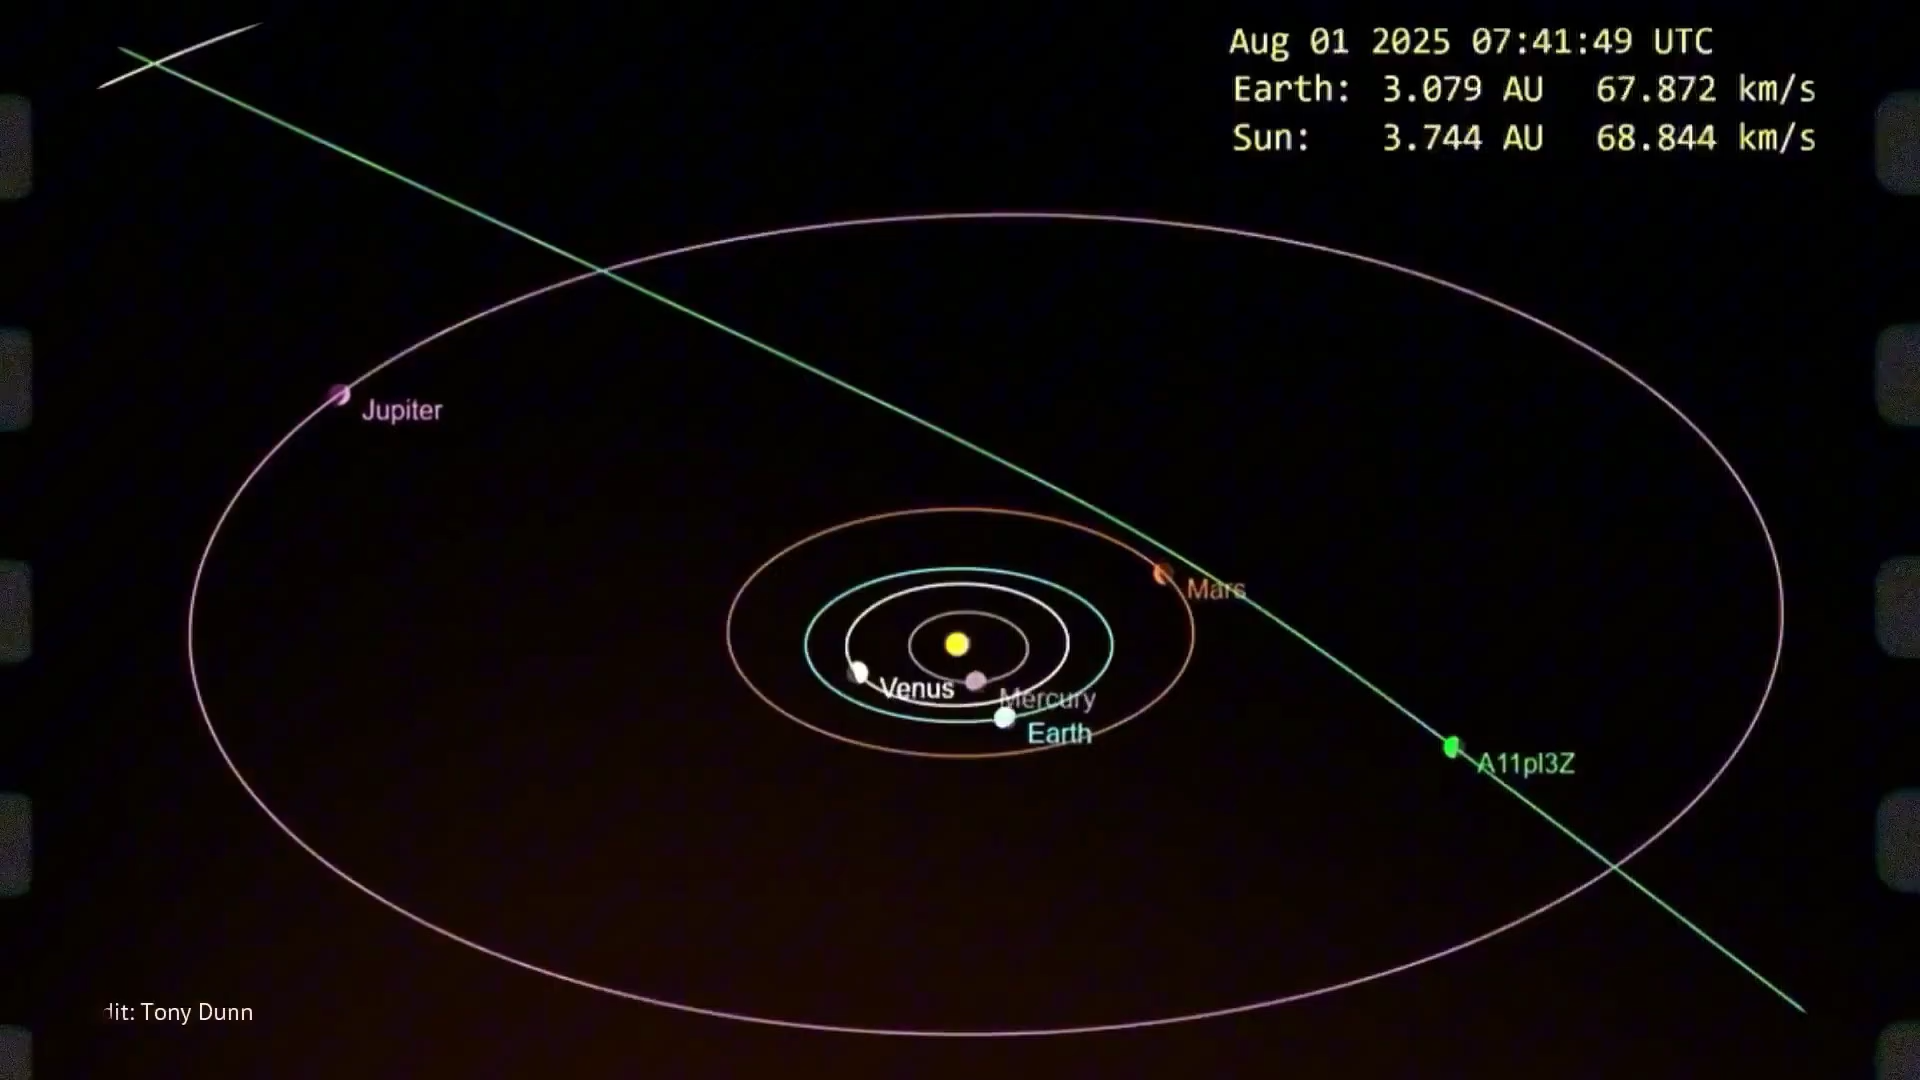 Aug 01 2025 07:41:49 UTC
Earth: 3.079 AU 67.872 km/s
Sun: 3.744 AU 68.844 km/s
Jupiter
Mars
Venus
Mercury
Earth
A11pl3Z
dit: Tony Dunn